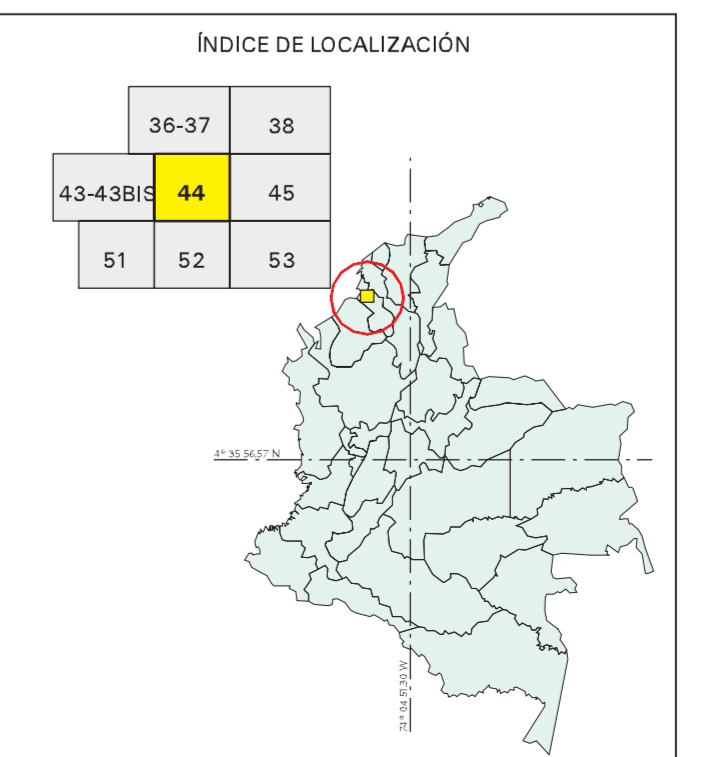 ÍNDICE DE LOCALIZACIÓN
36-37 38
43-43BIS 44 45
51 52 53
4° 35 56.57 N
74° 04 51.30 W